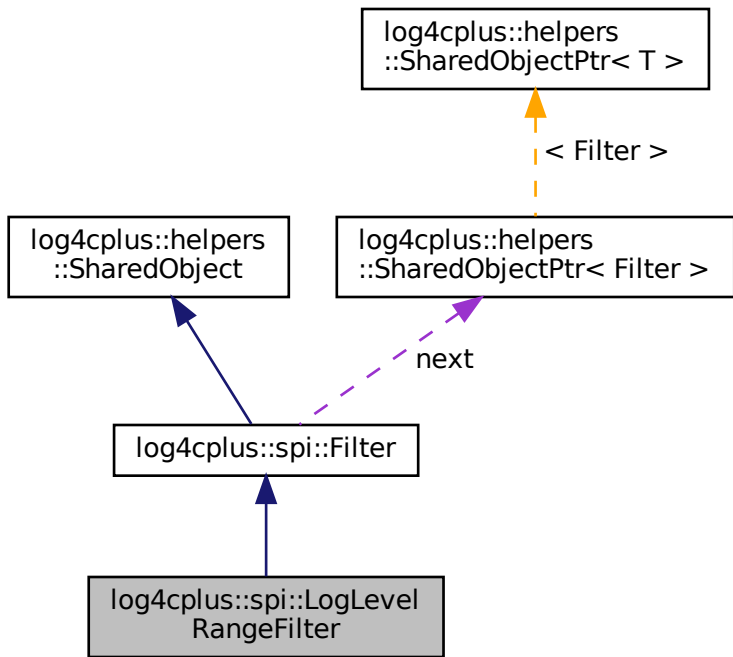 log4cplus::helpers
::SharedObjectPtr< T >
< Filter >
log4cplus::helpers
::SharedObject
log4cplus::helpers
::SharedObjectPtr< Filter >
next
log4cplus::spi::Filter
log4cplus::spi::LogLevel
RangeFilter